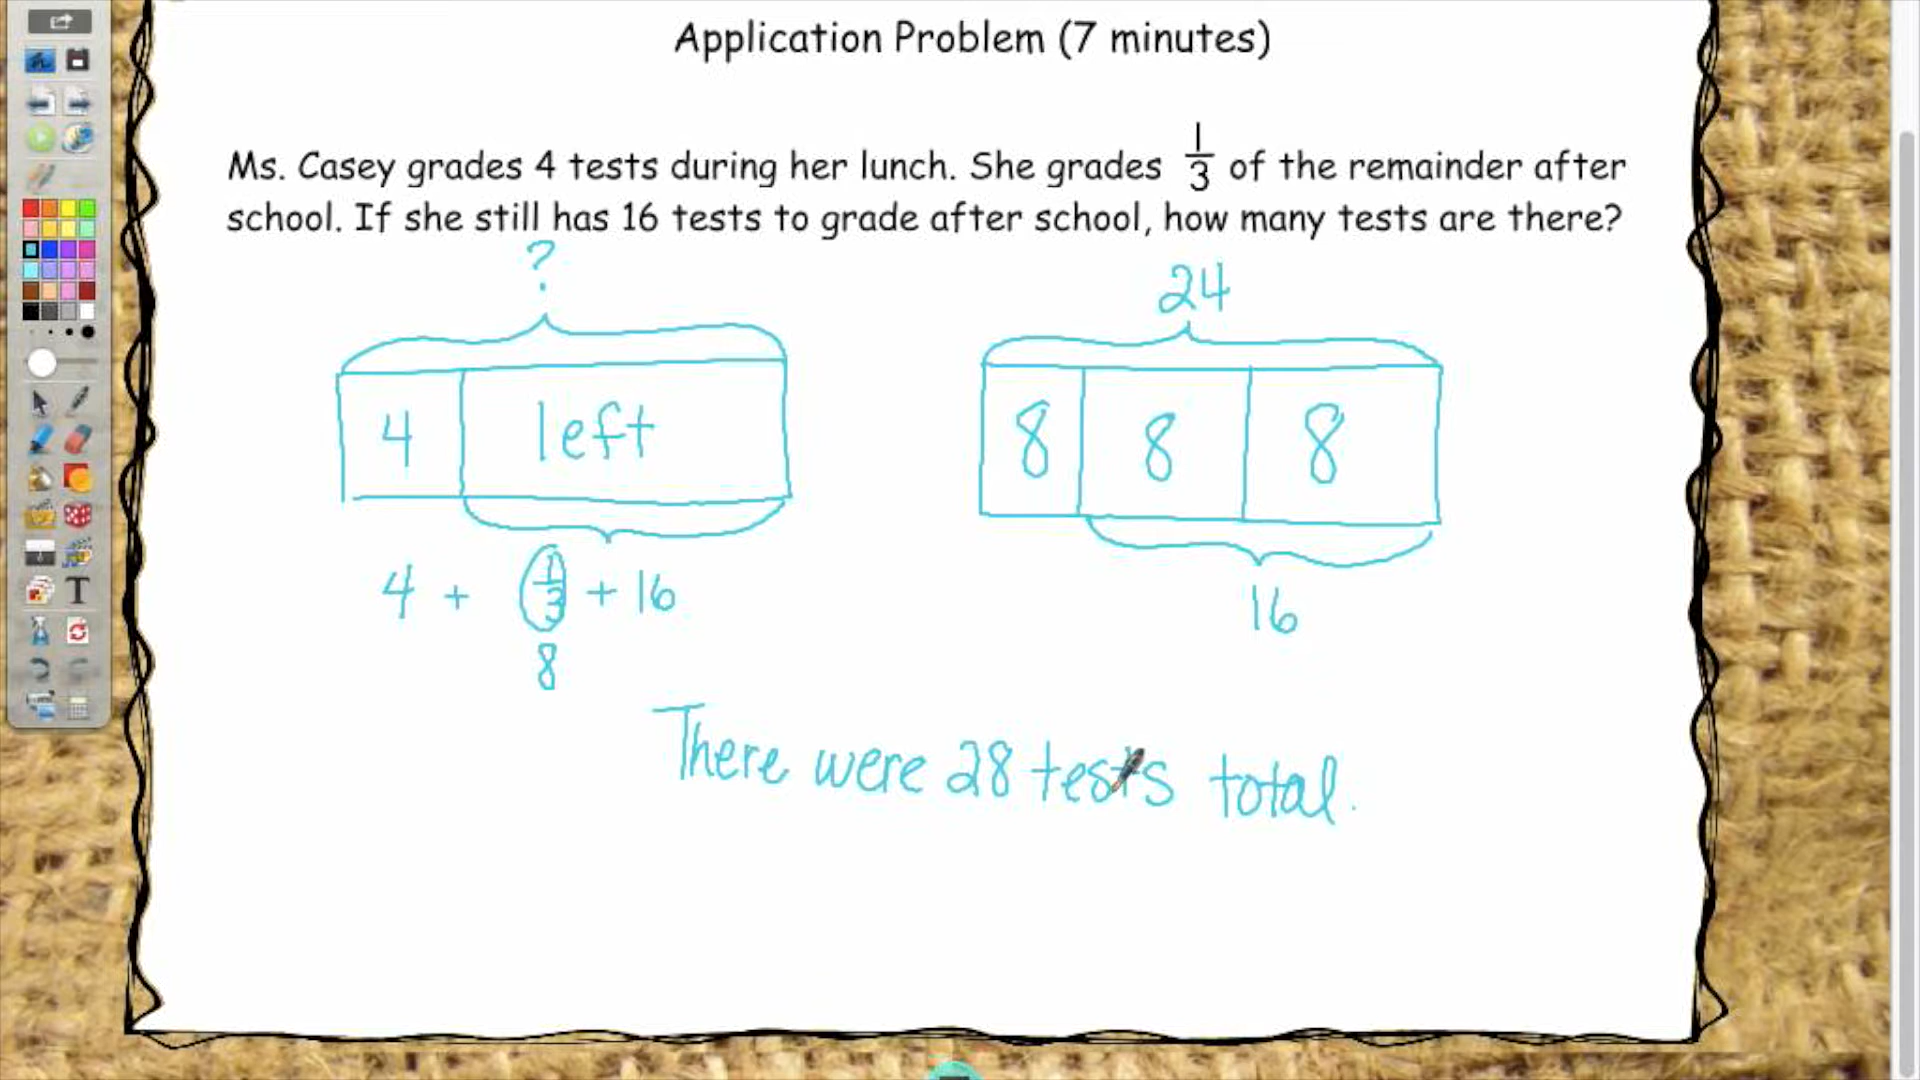 Application Problem (7 minutes)
Ms. Casey grades 4 tests during her lunch. She grades 1/3 of the remainder after
school. If she still has 16 tests to grade after school, how many tests are there?
?
24
4 left
8 8 8
4 + 1/3 + 16
8
16
There were 28 tests total.
T